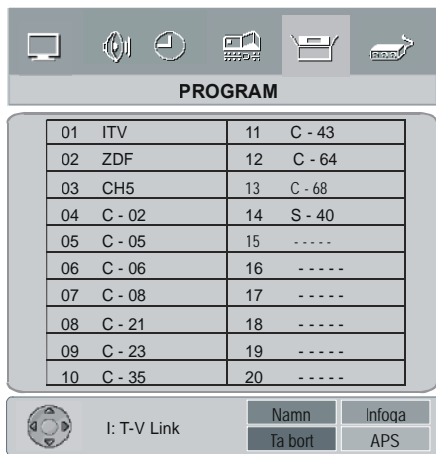 PROGRAM
01 ITV 11 C - 43
02 ZDF 12 C - 64
03 CH5 13 C - 68
04 C - 02 14 S - 40
05 C - 05 15 - - - - -
06 C - 06 16 - - - - -
07 C - 08 17 - - - - -
08 C - 21 18 - - - - -
09 C - 23 19 - - - - -
10 C - 35 20 - - - - -
I: T-V Link
Namn Infoga
Ta bort APS